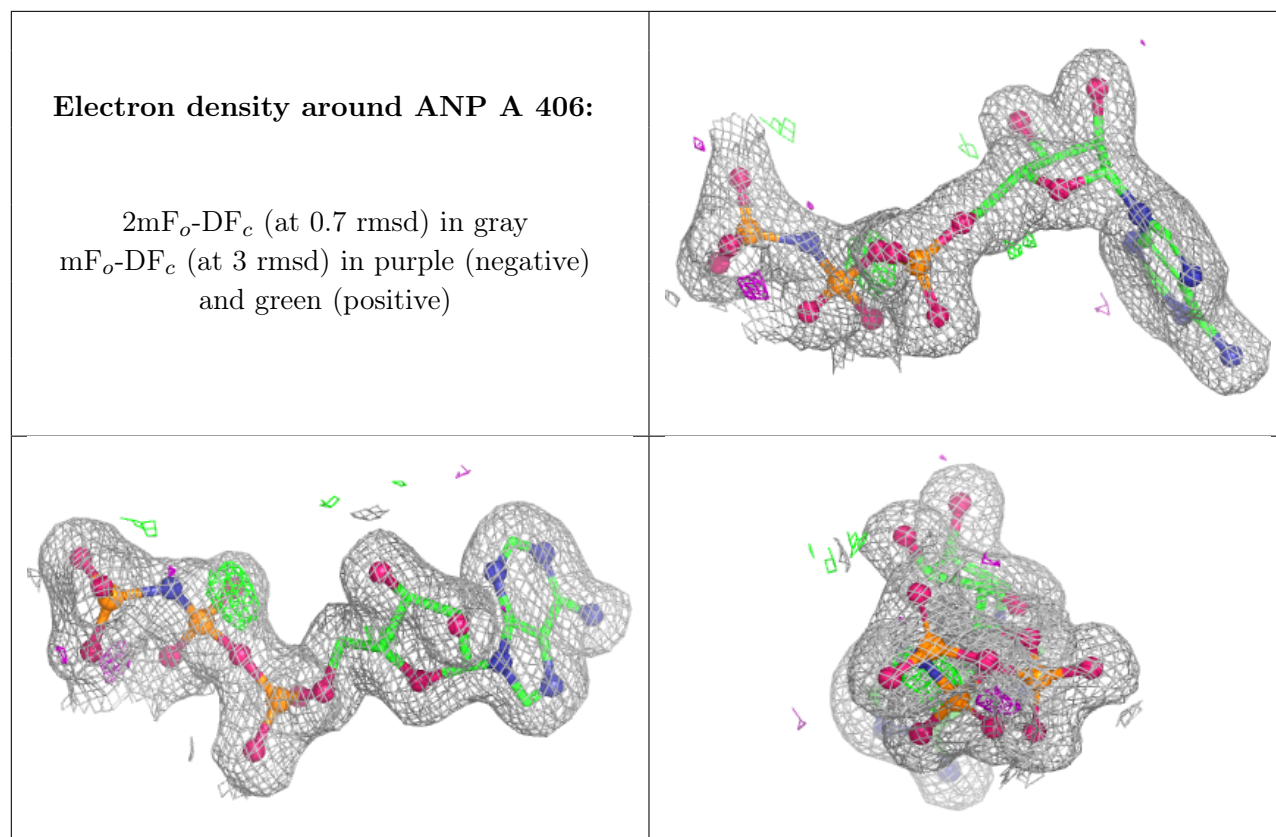 Electron density around ANP A 406:
2mFo-DFc (at 0.7 rmsd) in gray
mFo-DFc (at 3 rmsd) in purple (negative)
and green (positive)